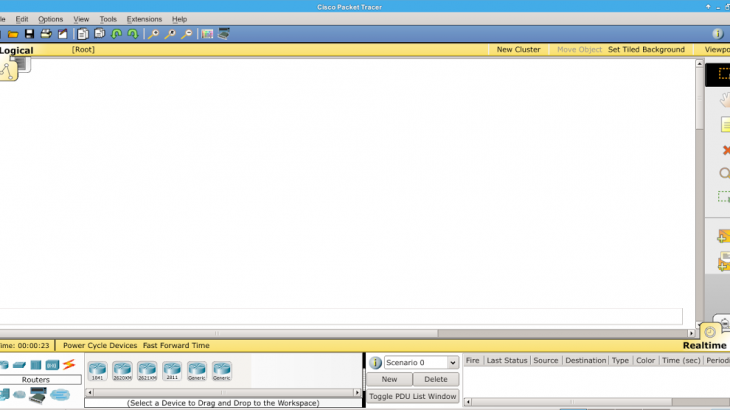 Cisco Packet Tracer
le Edit Options View Tools Extensions Help
Logical [Root] New Cluster Move Object Set Tiled Background Viewpo
ime: 00:00:23 Power Cycle Devices Fast Forward Time Realtime
Routers
1841 2620XM 2621XM 2811 Generic Generic
(Select a Device to Drag and Drop to the Workspace)
Scenario 0
New Delete
Toggle PDU List Window
Fire Last Status Source Destination Type Color Time (sec) Periodi